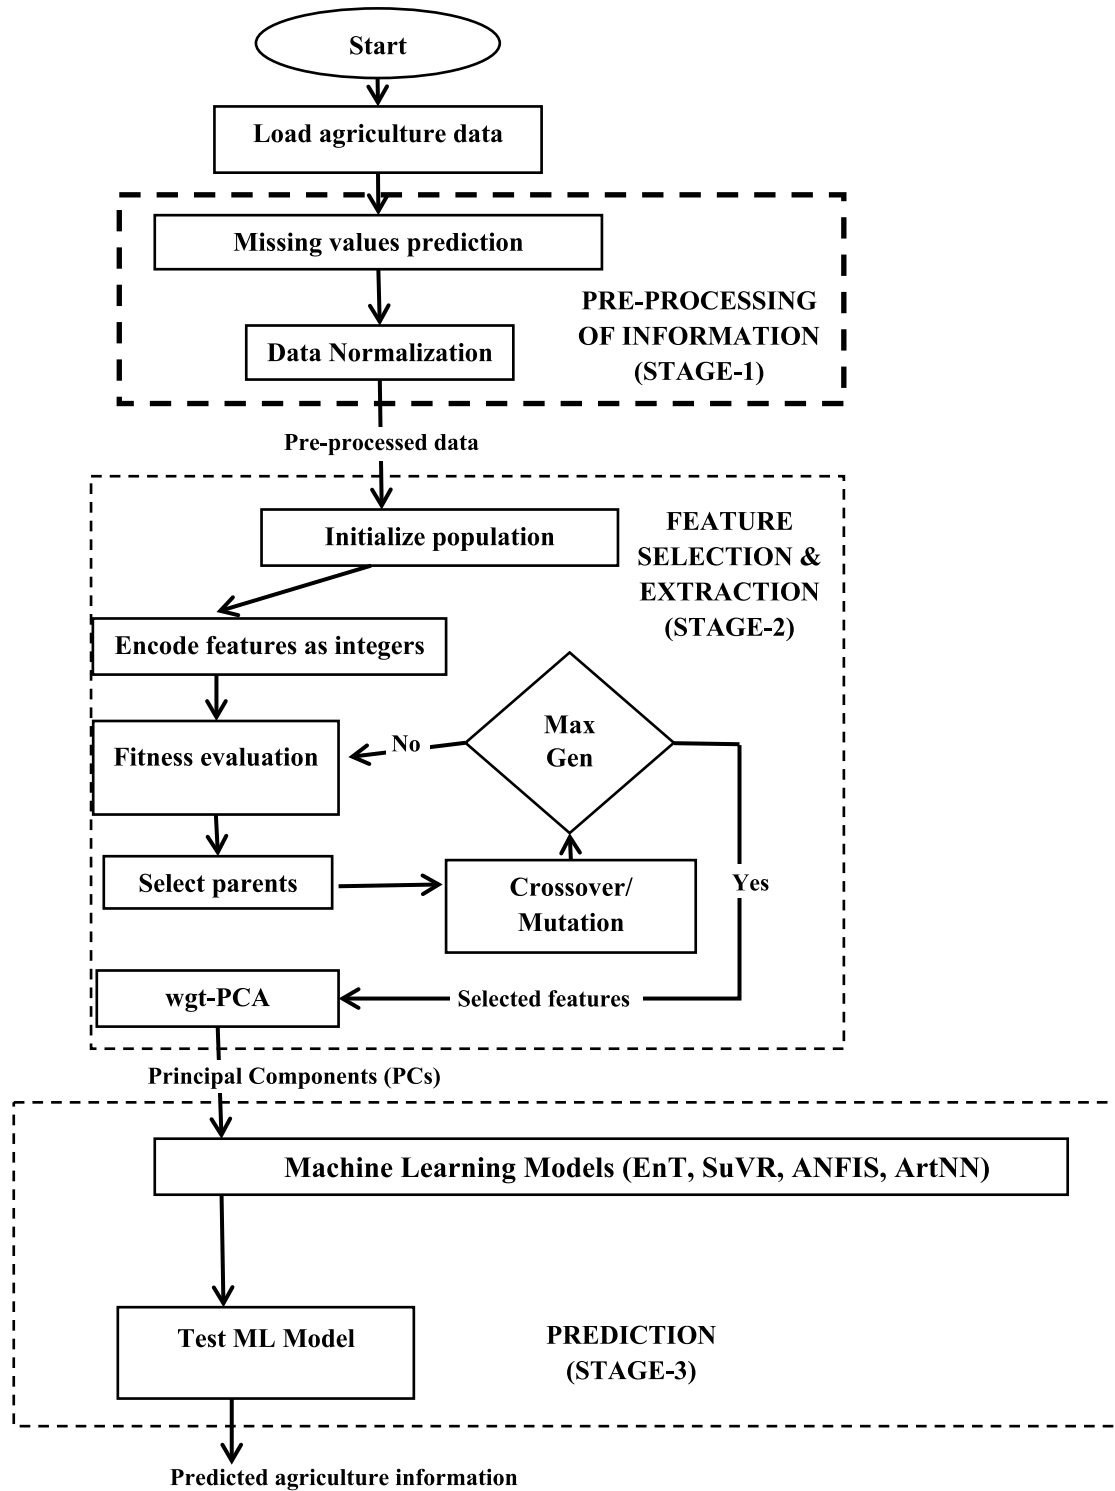 Start
Load agriculture data
Missing values prediction
PRE-PROCESSING
OF INFORMATION
(STAGE-1)
Data Normalization
Pre-processed data
Initialize population
FEATURE
SELECTION &
EXTRACTION
(STAGE-2)
Encode features as integers
Fitness evaluation
No
Max
Gen
Select parents
Crossover/
Mutation
Yes
wgt-PCA
Selected features
Principal Components (PCs)
Machine Learning Models (EnT, SuVR, ANFIS, ArtNN)
Test ML Model
PREDICTION
(STAGE-3)
Predicted agriculture information